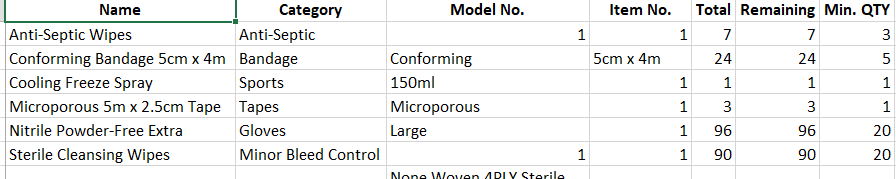 Name Category Model No. Item No. Total Remaining Min. QTY
Anti-Septic Wipes Anti-Septic 1 1 7 7 3
Conforming Bandage 5cm x 4m Bandage Conforming 5cm x 4m 24 24 5
Cooling Freeze Spray Sports 150ml 1 1 1 1
Microporous 5m x 2.5cm Tape Tapes Microporous 1 3 3 1
Nitrile Powder-Free Extra Gloves Large 1 96 96 20
Sterile Cleansing Wipes Minor Bleed Control 1 1 90 90 20
None Woven 4PLY Sterile